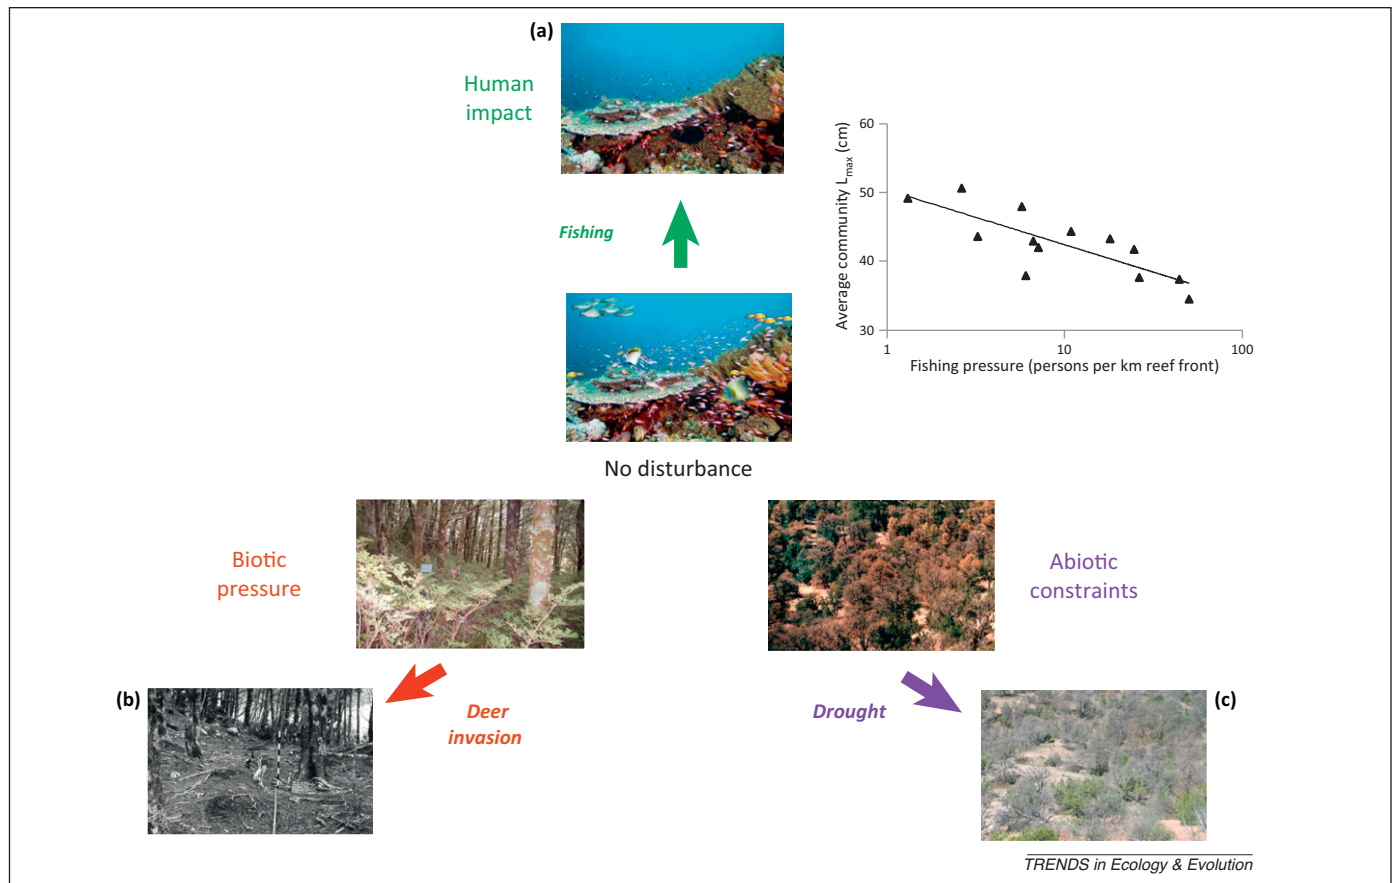 (a)
Human
impact
Fishing
60
50
40
30
Average community Lmax (cm)
1
10
100
Fishing pressure (persons per km reef front)
No disturbance
Biotic
pressure
Abiotic
constraints
(b)
Deer
invasion
Drought
(c)
TRENDS in Ecology & Evolution